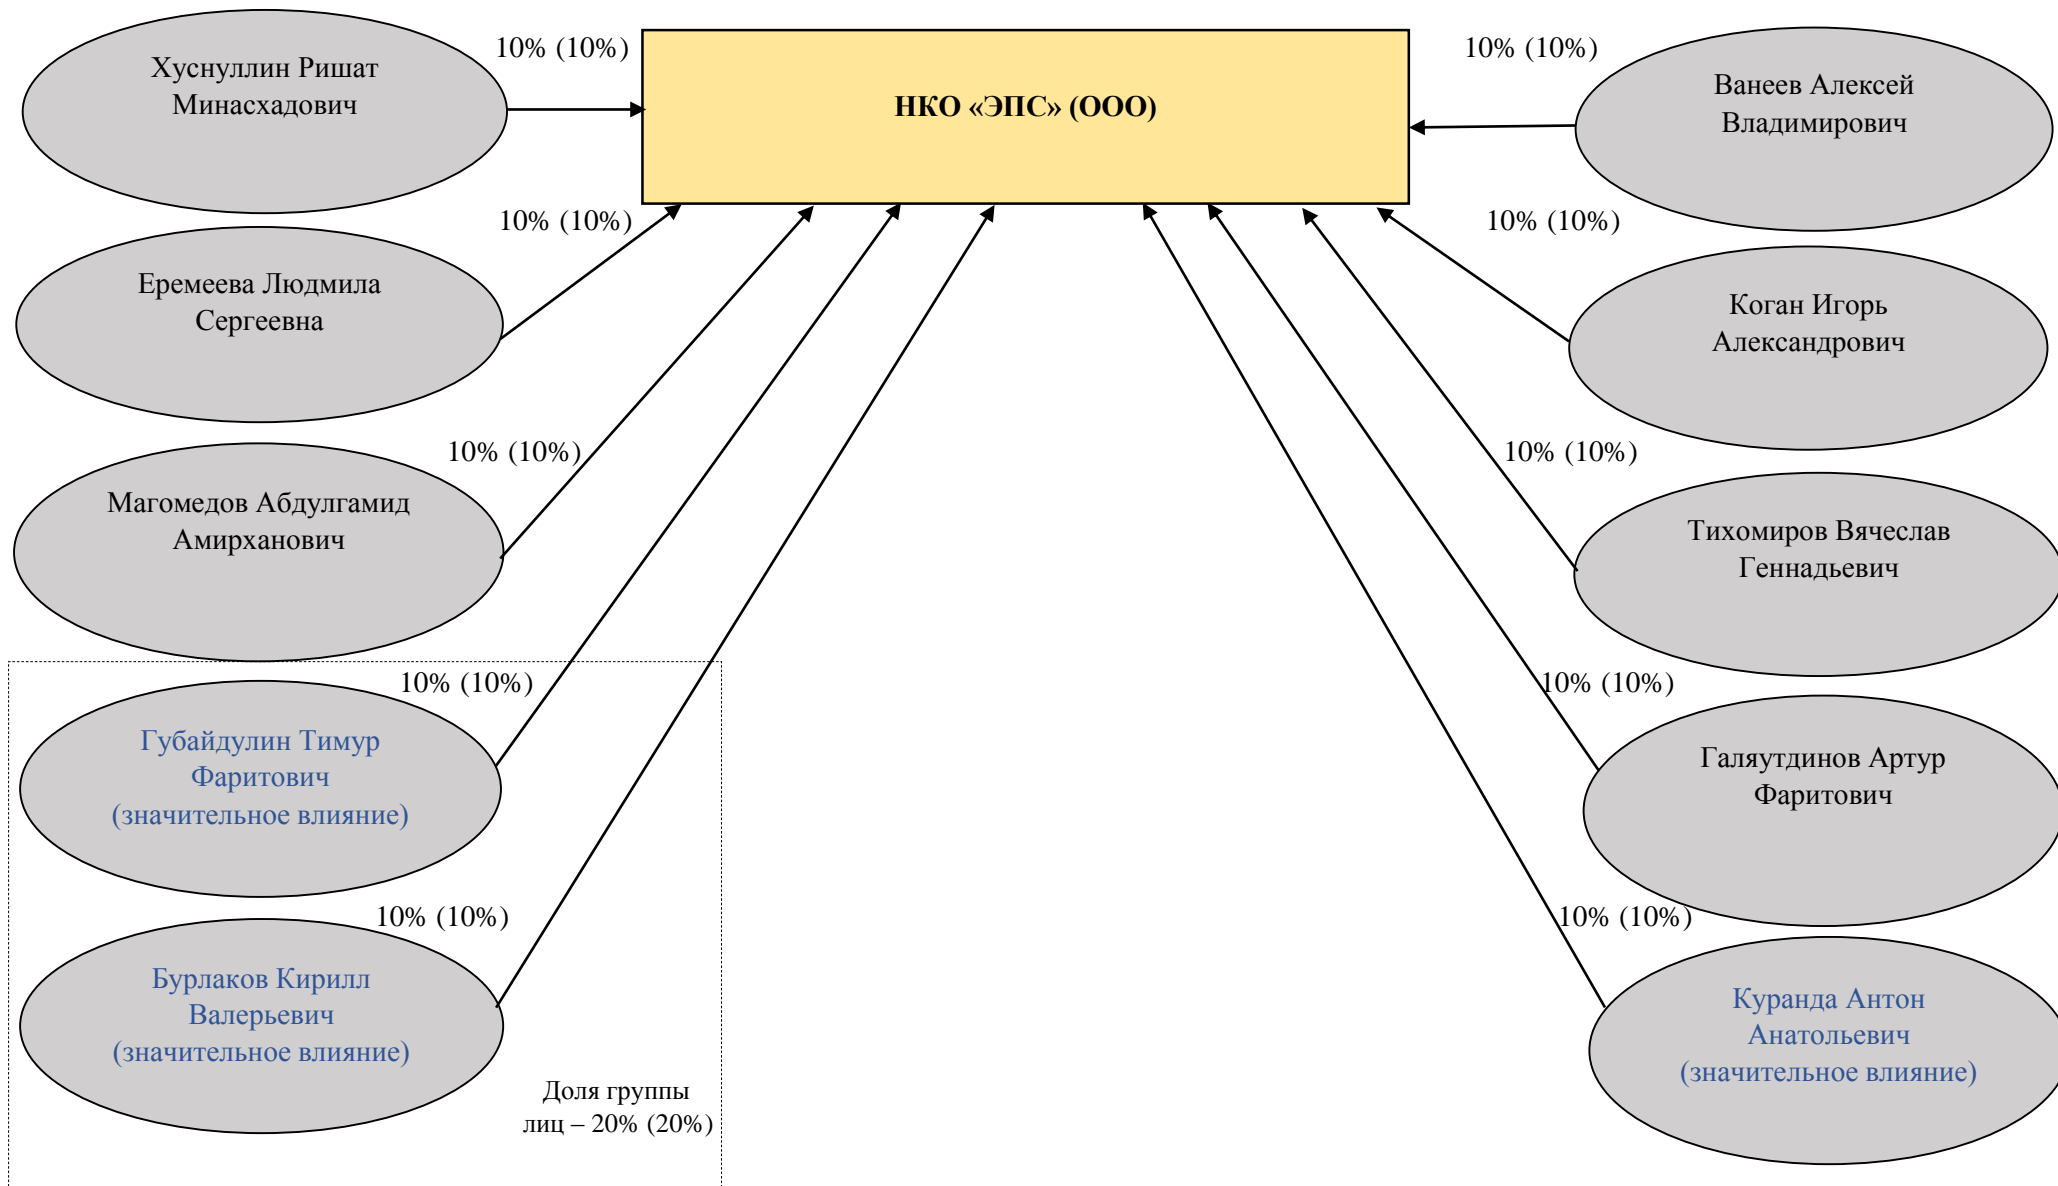 Хуснуллин Ришат
Минасхадович
10% (10%)
НКО «ЭПС» (ООО)
10% (10%)
Ванеев Алексей
Владимирович
Еремеева Людмила
Сергеевна
10% (10%)
10% (10%)
Коган Игорь
Александрович
Магомедов Абдулгамид
Амирханович
10% (10%)
10% (10%)
Тихомиров Вячеслав
Геннадьевич
Губайдулин Тимур
Фаритович
(значительное влияние)
10% (10%)
10% (10%)
Галяутдинов Артур
Фаритович
Бурлаков Кирилл
Валерьевич
(значительное влияние)
10% (10%)
Доля группы
лиц – 20% (20%)
10% (10%)
Куранда Антон
Анатольевич
(значительное влияние)